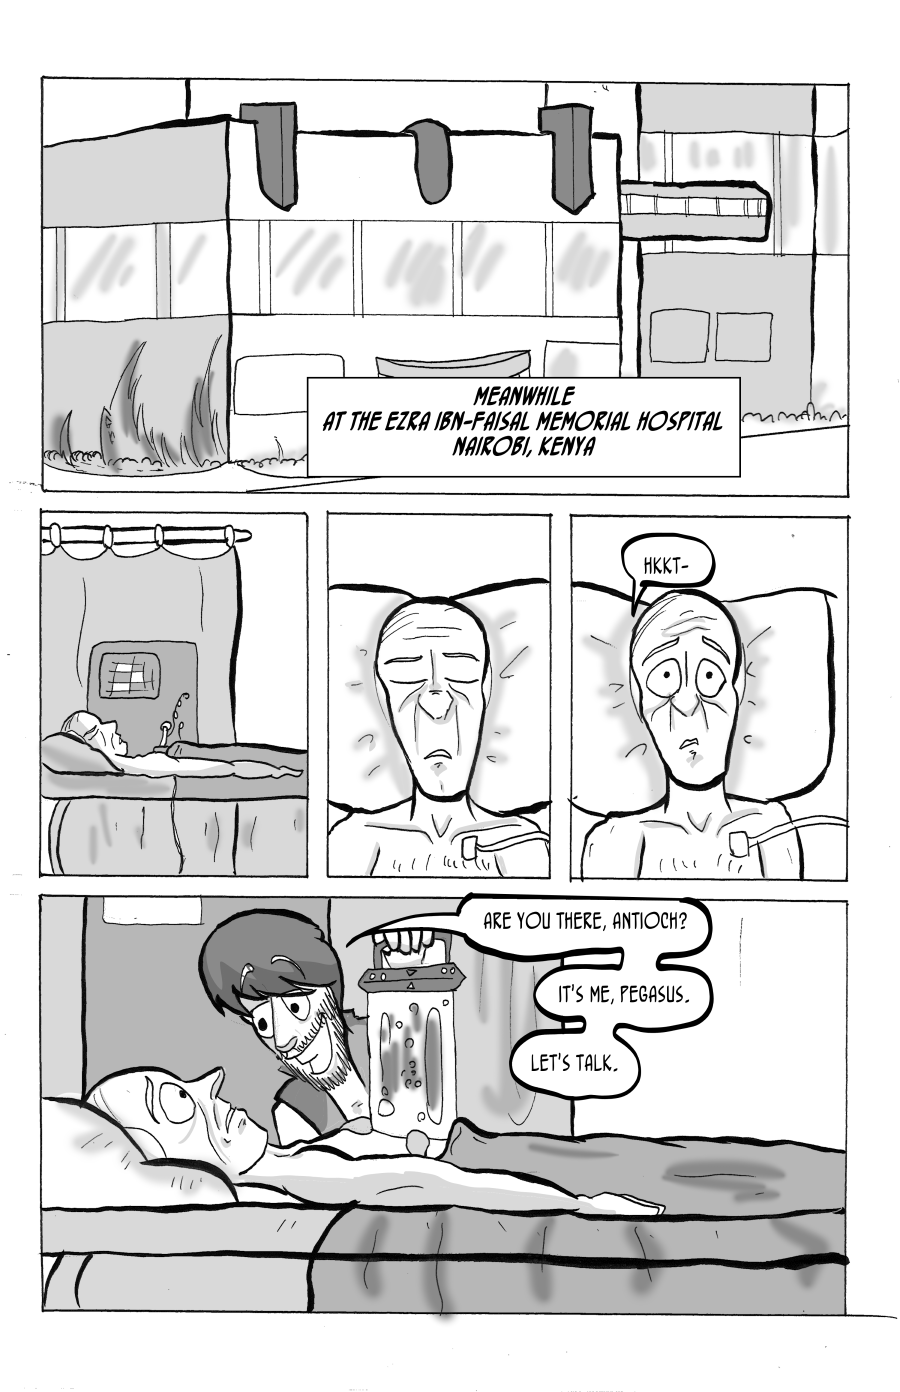 MEANWHILE
AT THE EZRA IBN-FAISAL MEMORIAL HOSPITAL
NAIROBI, KENYA
HKKT-
ARE YOU THERE, ANTIOCH?
IT'S ME, PEGASUS.
LET'S TALK.